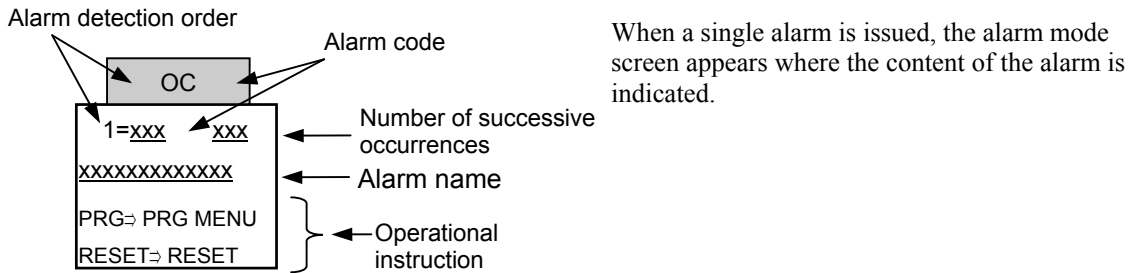 Alarm detection order
Alarm code
OC
1=xxx xxx
Number of successive
occurrences
xxxxxxxxxxxxx
Alarm name
PRG⇒ PRG MENU
RESET⇒ RESET
Operational
instruction
When a single alarm is issued, the alarm mode
screen appears where the content of the alarm is
indicated.